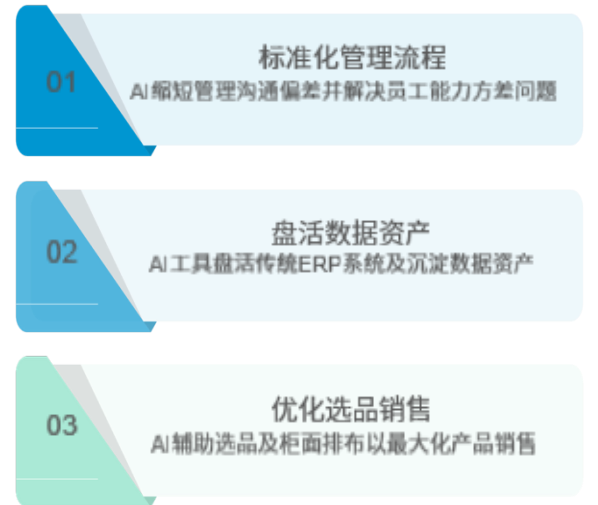 01
标准化管理流程
AI缩短管理沟通偏差并解决员工能力方差问题
02
盘活数据资产
AI工具盘活传统ERP系统及沉淀数据资产
03
优化选品销售
AI辅助选品及柜面排布以最大化产品销售